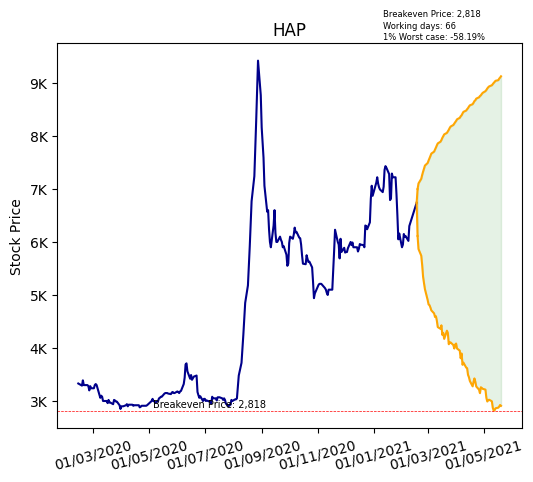 Breakeven Price: 2,818
Working days: 66
1% Worst case: -58.19%
HAP
9K
8K
7K
6K
5K
4K
3K
Stock Price
Breakeven Price: 2,818
01/03/2020 01/05/2020 01/07/2020 01/09/2020 01/11/2020 01/01/2021 01/03/2021 01/05/2021